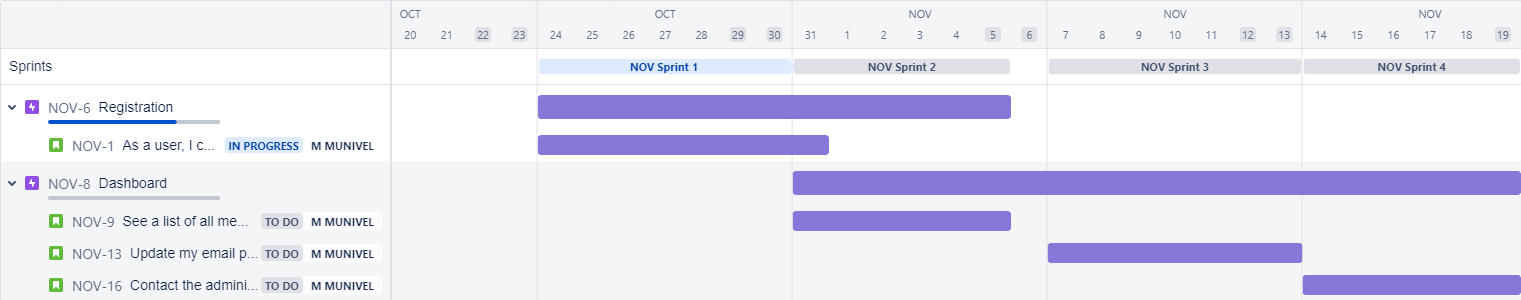 OCT OCT NOV NOV NOV
20 21 22 23 24 25 26 27 28 29 30 31 1 2 3 4 5 6 7 8 9 10 11 12 13 14 15 16 17 18 19
Sprints NOV Sprint 1 NOV Sprint 2 NOV Sprint 3 NOV Sprint 4
NOV-6 Registration
NOV-1 As a user, I c... IN PROGRESS M MUNIVEL
NOV-8 Dashboard
NOV-9 See a list of all me... TO DO M MUNIVEL
NOV-13 Update my email p... TO DO M MUNIVEL
NOV-16 Contact the admini... TO DO M MUNIVEL